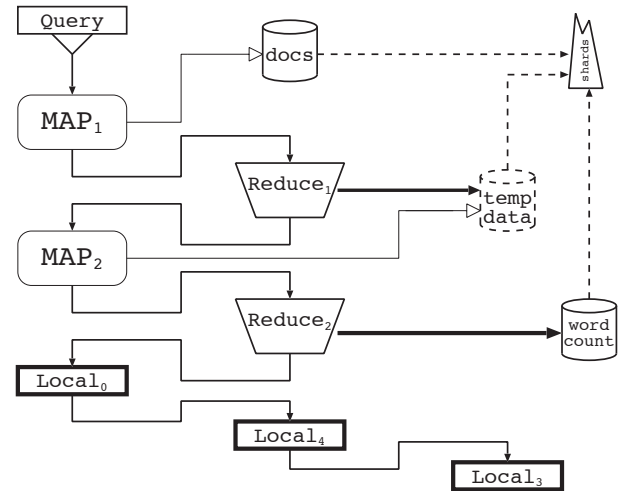 Query
docs
shards
MAP₁
Reduce₁
temp
data
MAP₂
Reduce₂
word
count
Local₀
Local₄
Local₃